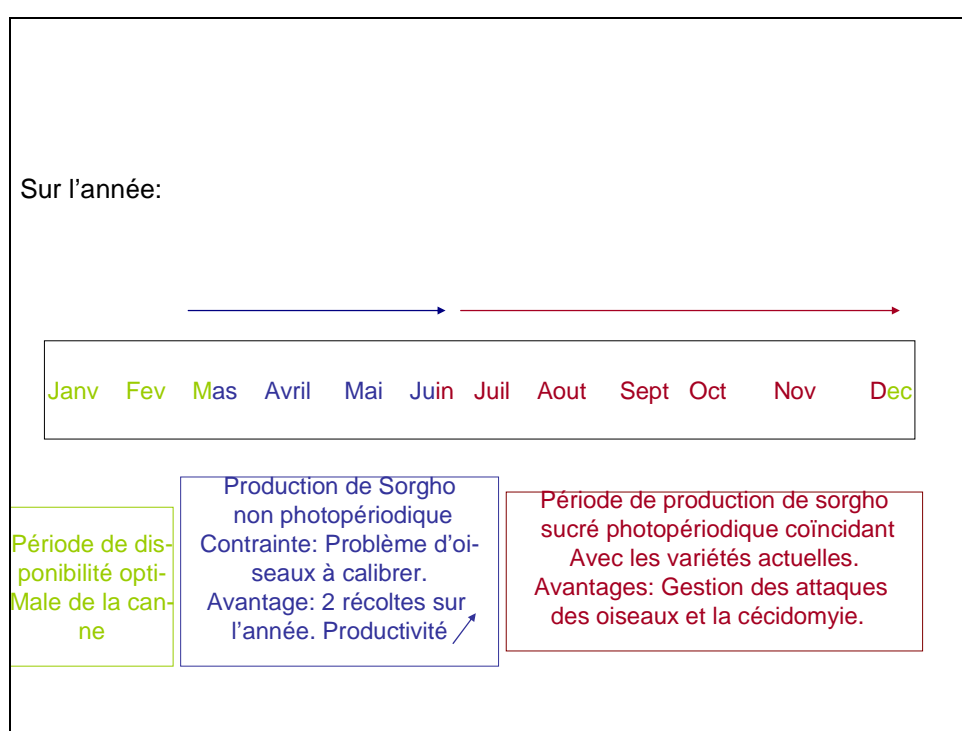 Sur l'année:
Janv Fev Mas Avril Mai Juin Juil Aout Sept Oct Nov Dec
Période de dis-
ponibilité opti-
Male de la can-
ne
Production de Sorgho
non photopériodique
Contrainte: Problème d'oi-
seaux à calibrer.
Avantage: 2 récoltes sur
l'année. Productivité
Période de production de sorgho
sucré photopériodique coïncidant
Avec les variétés actuelles.
Avantages: Gestion des attaques
des oiseaux et la cécidomyie.